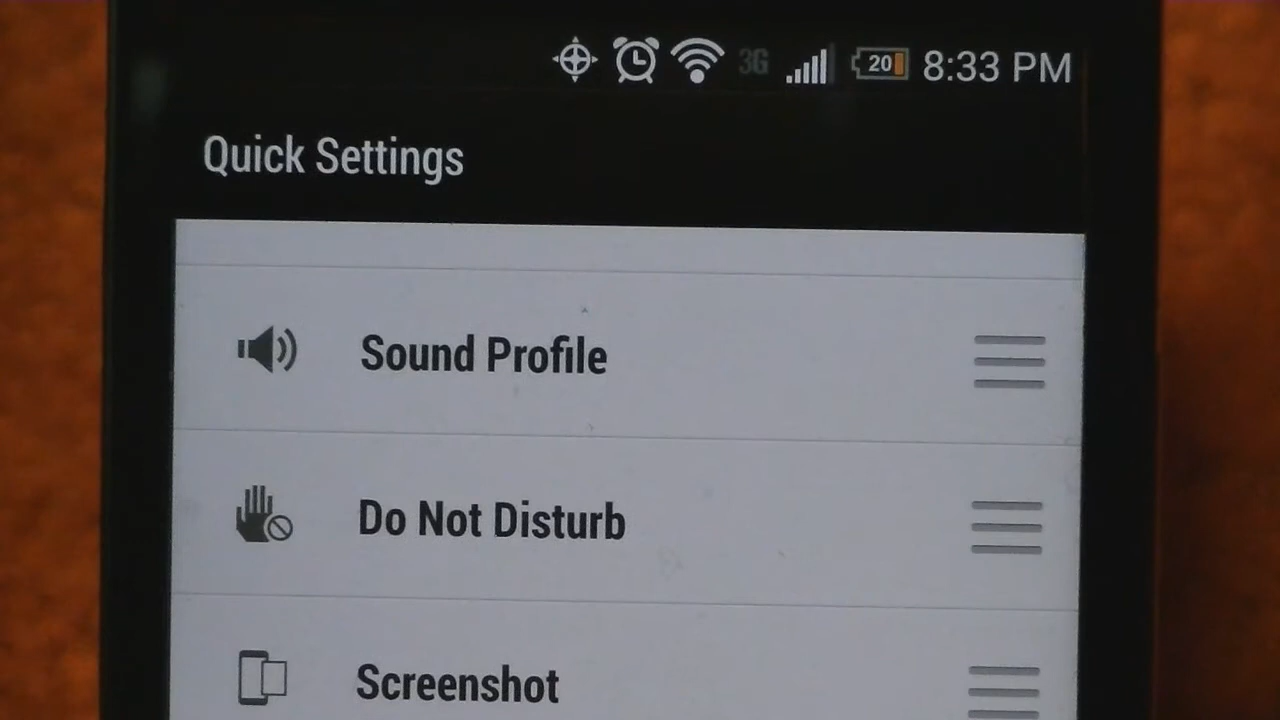 3G 20 8:33 PM
Quick Settings
Sound Profile
Do Not Disturb
Screenshot